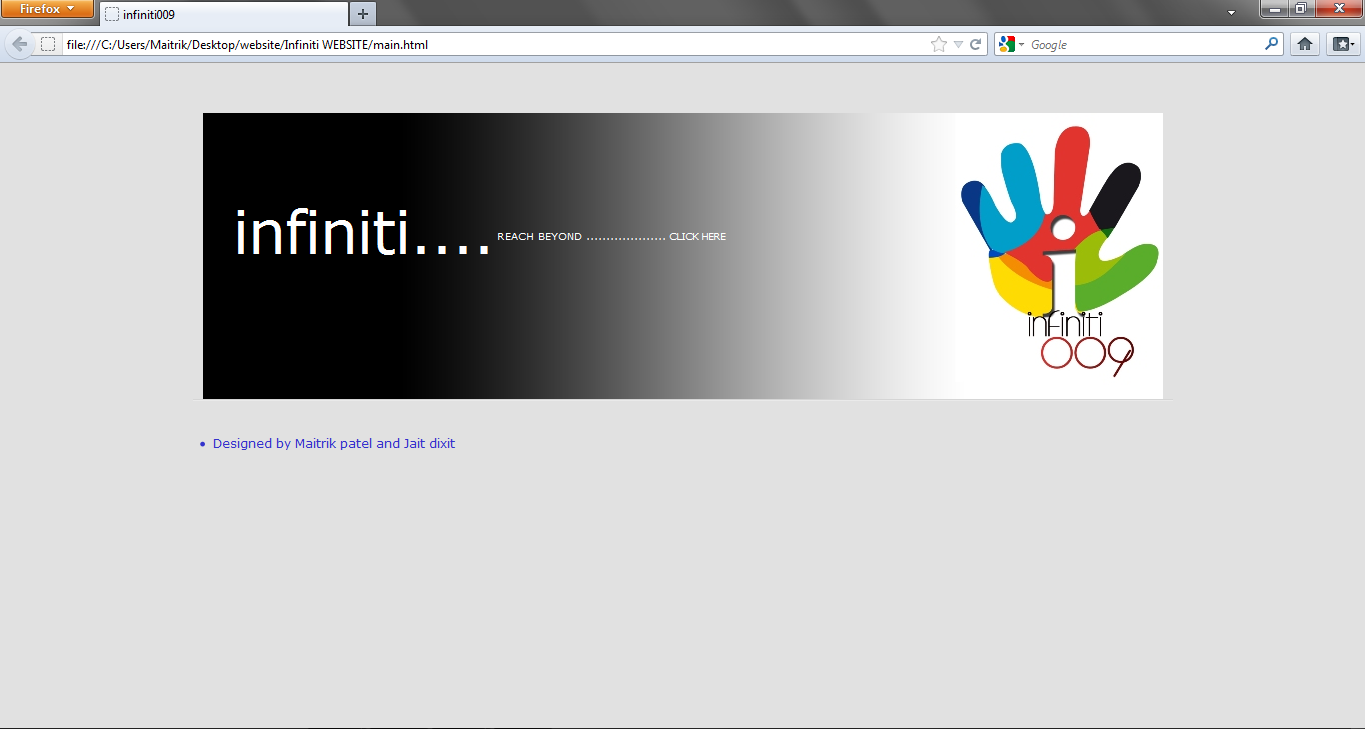 Firefox
infiniti009
file:///C:/Users/Maitrik/Desktop/website/Infiniti WEBSITE/main.html
Google
infiniti.... REACH BEYOND .................... CLICK HERE
i
infiniti
009
• Designed by Maitrik patel and Jait dixit